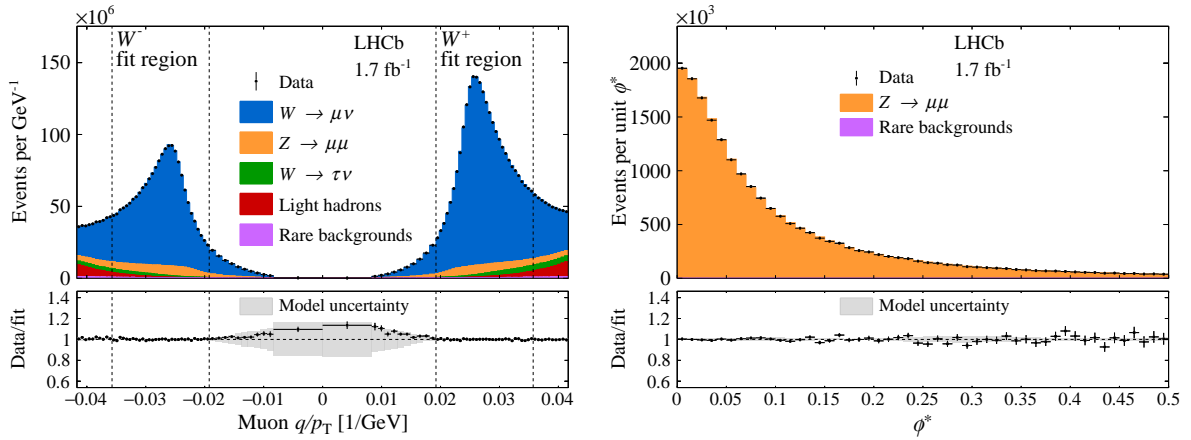 ×10⁶
Events per GeV⁻¹
150
100
50
0
W⁻
fit region
LHCb
1.7 fb⁻¹
W⁺
fit region
Data
W → μν
Z → μμ
W → τν
Light hadrons
Rare backgrounds
Data/fit
1.4
1.2
1
0.8
0.6
Model uncertainty
−0.04 −0.03 −0.02 −0.01 0 0.01 0.02 0.03 0.04
Muon q/p_T [1/GeV]
×10³
Events per unit ϕ*
2000
1500
1000
500
0
LHCb
1.7 fb⁻¹
Data
Z → μμ
Rare backgrounds
Data/fit
1.4
1.2
1
0.8
0.6
Model uncertainty
0 0.05 0.1 0.15 0.2 0.25 0.3 0.35 0.4 0.45 0.5
ϕ*